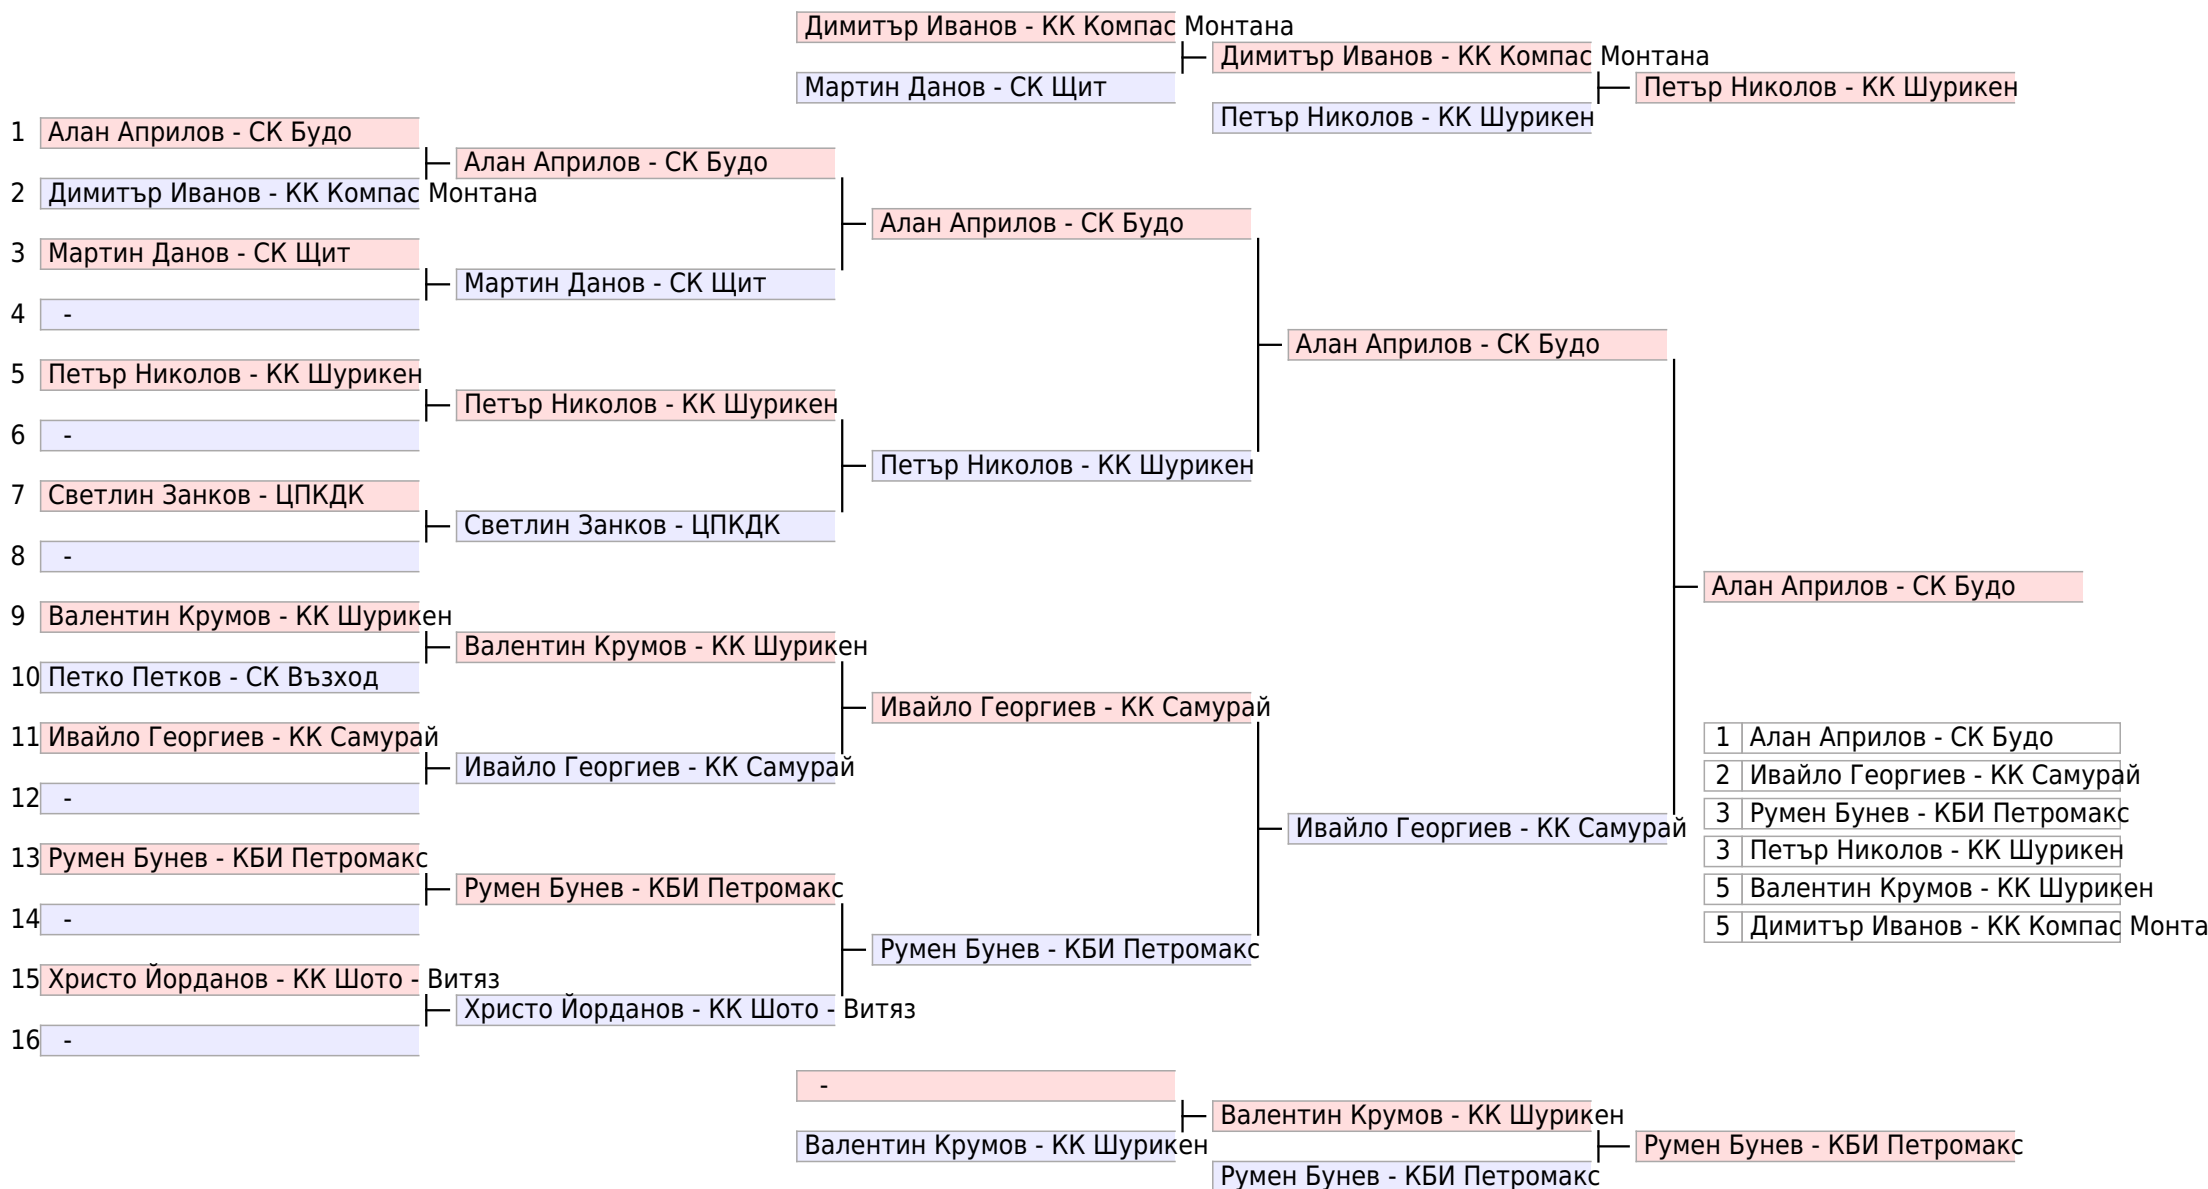 Димитър Иванов - КК Компас Монтана
Димитър Иванов - КК Компас Монтана
Мартин Данов - СК Щит
Петър Николов - КК Шурикен
Петър Николов - КК Шурикен
1 Алан Априлов - СК Будо
Алан Априлов - СК Будо
2 Димитър Иванов - КК Компас Монтана
Алан Априлов - СК Будо
3 Мартин Данов - СК Щит
Мартин Данов - СК Щит
4 -
Алан Априлов - СК Будо
5 Петър Николов - КК Шурикен
Петър Николов - КК Шурикен
6 -
Петър Николов - КК Шурикен
7 Светлин Занков - ЦПКДК
Светлин Занков - ЦПКДК
8 -
Алан Априлов - СК Будо
9 Валентин Крумов - КК Шурикен
Валентин Крумов - КК Шурикен
10 Петко Петков - СК Възход
Ивайло Георгиев - КК Самурай
11 Ивайло Георгиев - КК Самурай
Ивайло Георгиев - КК Самурай
12 -
Ивайло Георгиев - КК Самурай
13 Румен Бунев - КБИ Петромакс
Румен Бунев - КБИ Петромакс
14 -
Румен Бунев - КБИ Петромакс
15 Христо Йорданов - КК Шото - Витяз
Христо Йорданов - КК Шото - Витяз
16 -
1 Алан Априлов - СК Будо
2 Ивайло Георгиев - КК Самурай
3 Румен Бунев - КБИ Петромакс
3 Петър Николов - КК Шурикен
5 Валентин Крумов - КК Шурикен
5 Димитър Иванов - КК Компас Монта
-
Валентин Крумов - КК Шурикен
Валентин Крумов - КК Шурикен
Румен Бунев - КБИ Петромакс
Румен Бунев - КБИ Петромакс